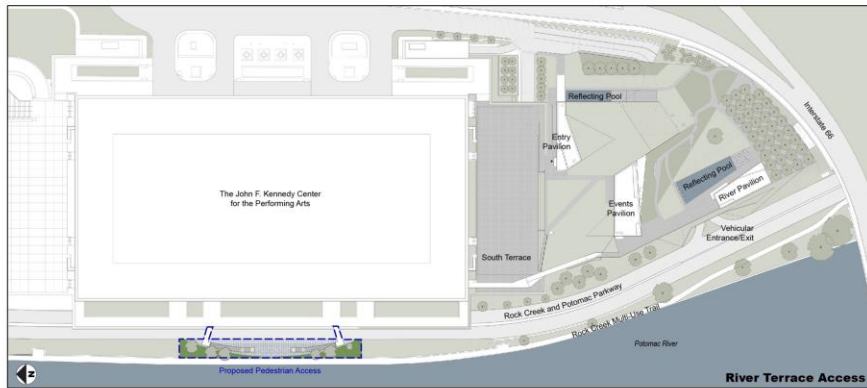 Reflecting Pool
Interstate 66
Entry
Pavilion
The John F. Kennedy Center
for the Performing Arts
Reflecting Pool
River Pavilion
Events
Pavilion
Vehicular
Entrance/Exit
South Terrace
Rock Creek and Potomac Parkway
Rock Creek Multi-Use Trail
Potomac River
Proposed Pedestrian Access
Z
River Terrace Access